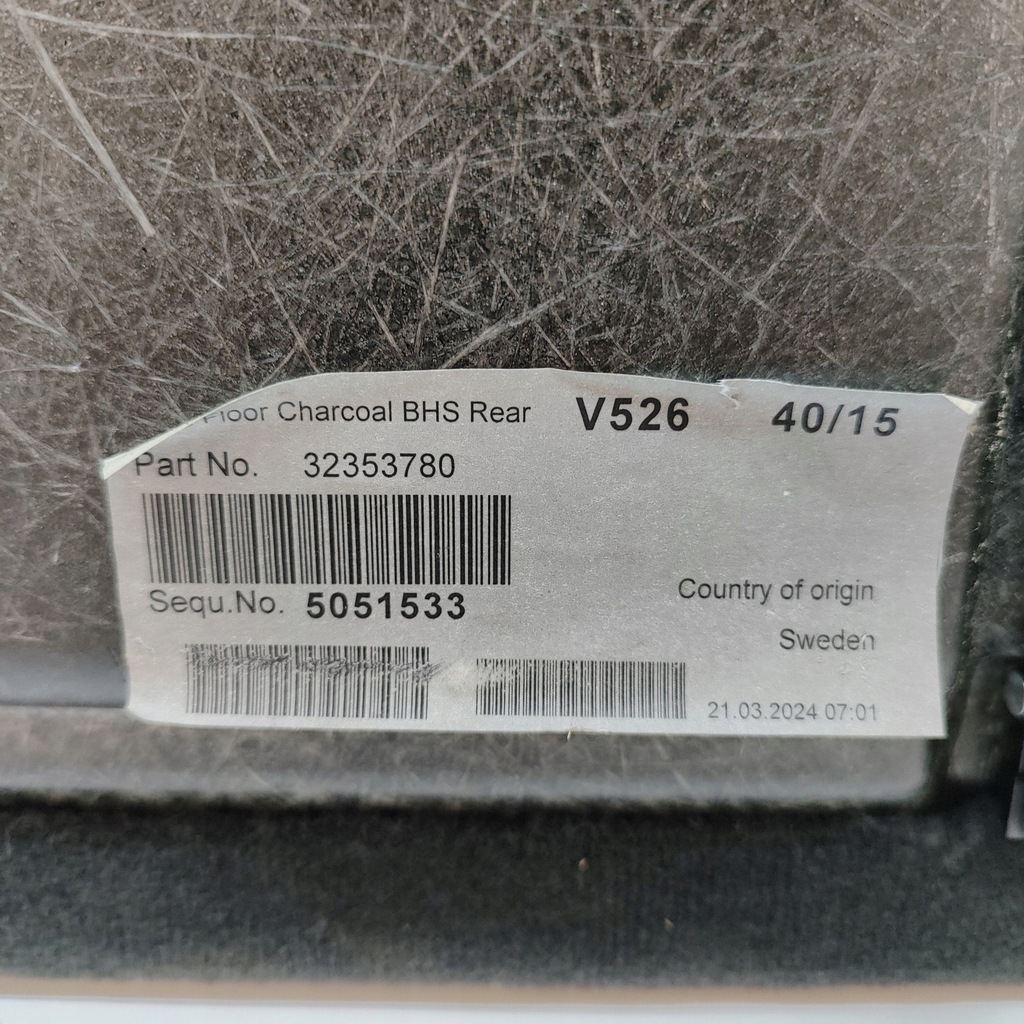 Floor Charcoal BHS Rear V526 40/15
Part No. 32353780
Sequ.No. 5051533
Country of origin
Sweden
21.03.2024 07:01